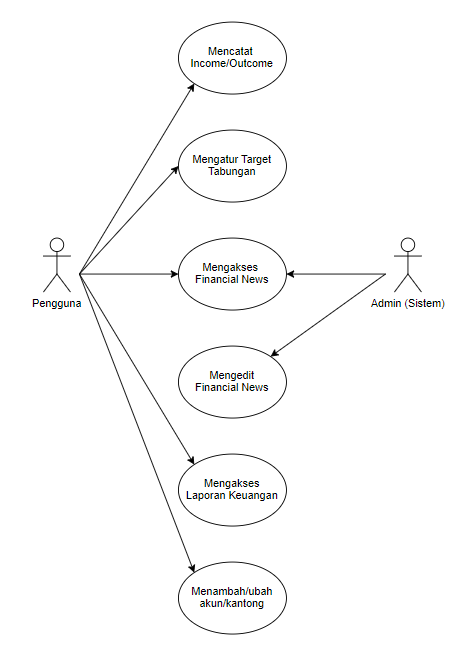 Mencatat
Income/Outcome
Mengatur Target
Tabungan
Pengguna
Mengakses
Financial News
Admin (Sistem)
Mengedit
Financial News
Mengakses
Laporan Keuangan
Menambah/ubah
akun/kantong